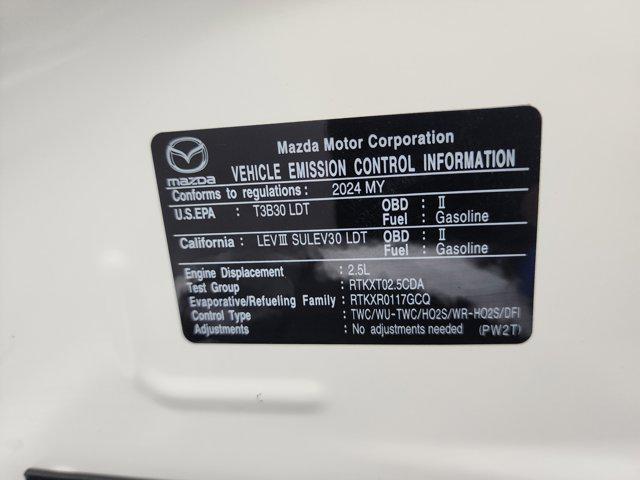 mazda
Mazda Motor Corporation
VEHICLE EMISSION CONTROL INFORMATION
Conforms to regulations : 2024 MY
U.S.EPA : T3B30 LDT OBD : II
Fuel : Gasoline
California : LEVIII SULEV30 LDT OBD : II
Fuel : Gasoline
Engine Displacement : 2.5L
Test Group : RTKXT02.5CDA
Evaporative/Refueling Family : RTKXR0117GCQ
Control Type : TWC/WU-TWC/HO2S/WR-HO2S/DFI
Adjustments : No adjustments needed (PW2T)